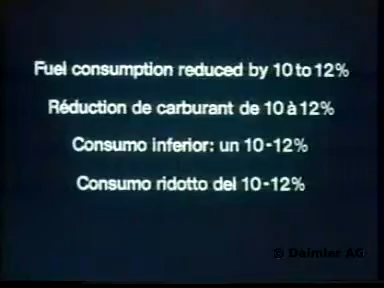 Fuel consumption reduced by 10 to 12%
Réduction de carburant de 10 à 12%
Consumo inferior: un 10-12%
Consumo ridotto del 10-12%
© Daimler AG